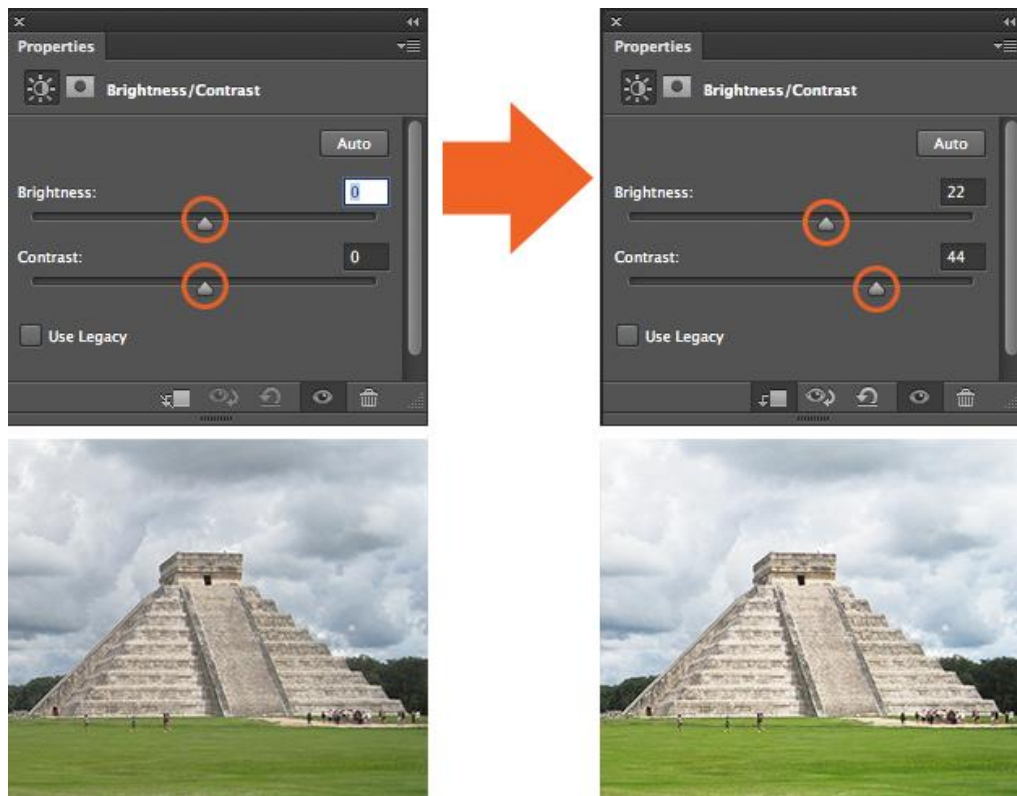 Properties
Brightness/Contrast
Auto
Brightness: 0
Contrast: 0
Use Legacy
Properties
Brightness/Contrast
Auto
Brightness: 22
Contrast: 44
Use Legacy